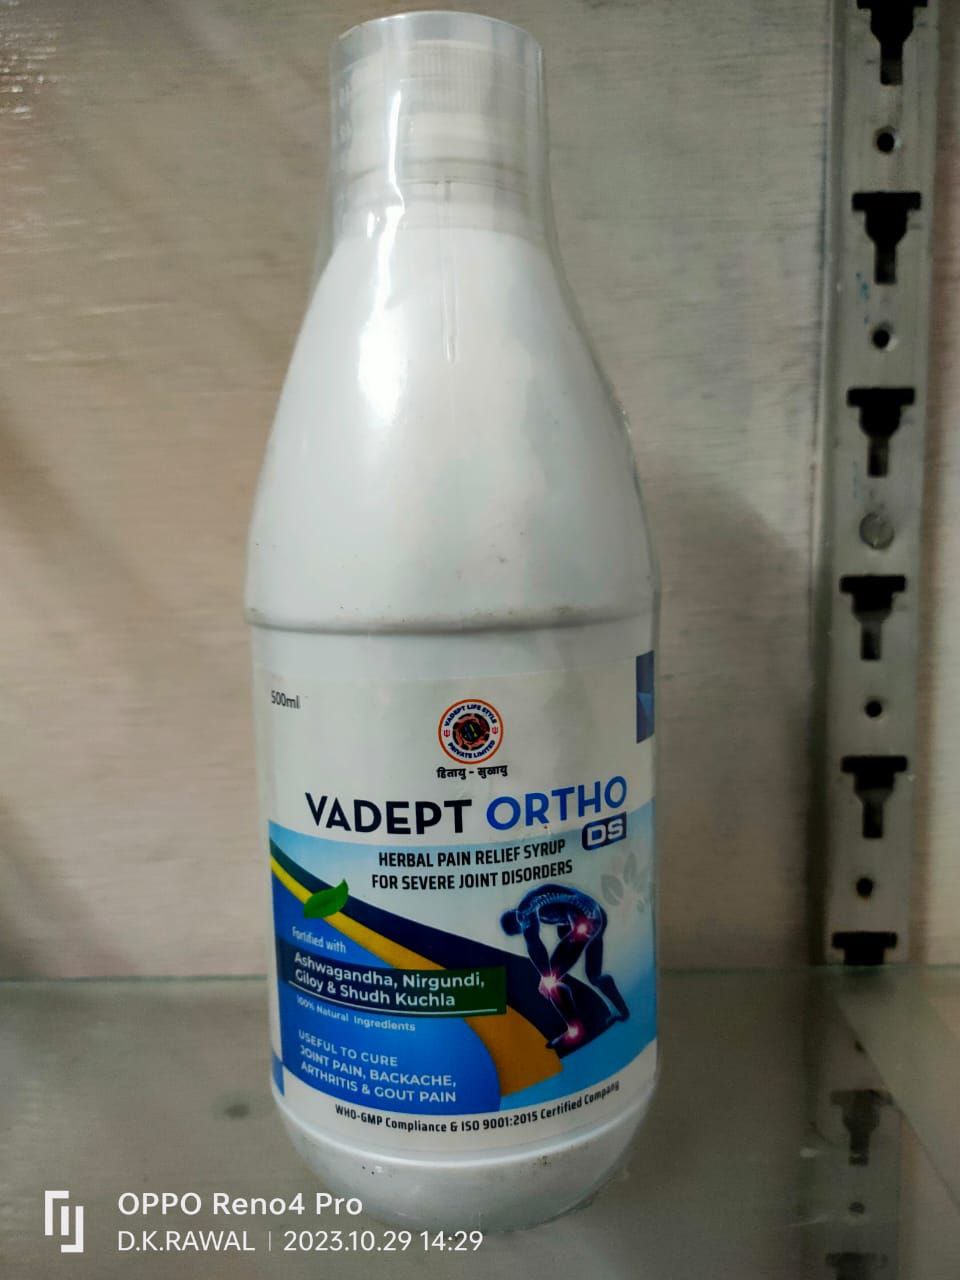 500ml
VADEPT LIFE STYLE
PRIVATE LIMITED
हितायु - सुखायु
VADEPT ORTHO
DS
HERBAL PAIN RELIEF SYRUP
FOR SEVERE JOINT DISORDERS
Fortified with
Ashwagandha, Nirgundi,
Giloy & Shudh Kuchla
100% Natural Ingredients
USEFUL TO CURE
JOINT PAIN, BACKACHE,
ARTHRITIS & GOUT PAIN
WHO-GMP Compliance & ISO 9001:2015 Certified Company
OPPO Reno4 Pro
D.K.RAWAL | 2023.10.29 14:29